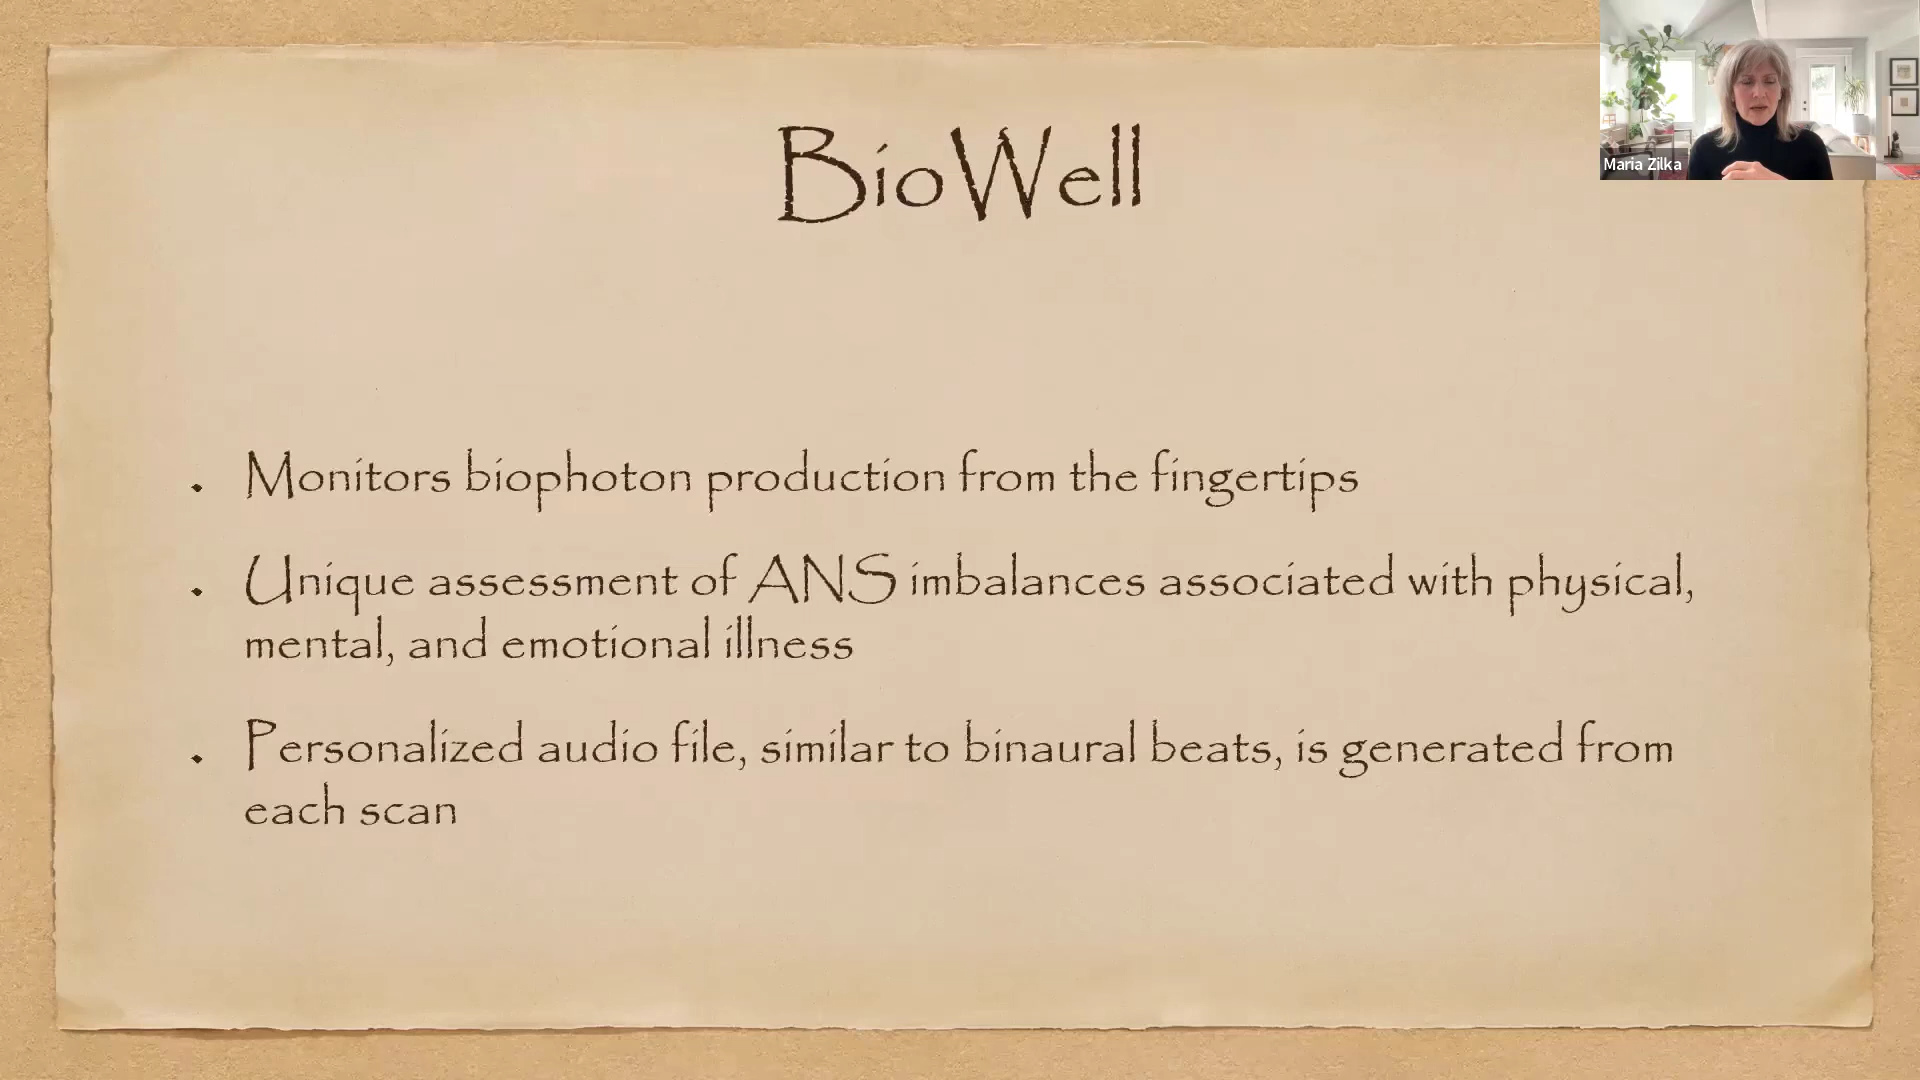 BioWell
Maria Zilka
. Monitors biophoton production from the fingertips
. Unique assessment of ANS imbalances associated with physical,
mental, and emotional illness
. Personalized audio file, similar to binaural beats, is generated from
each scan